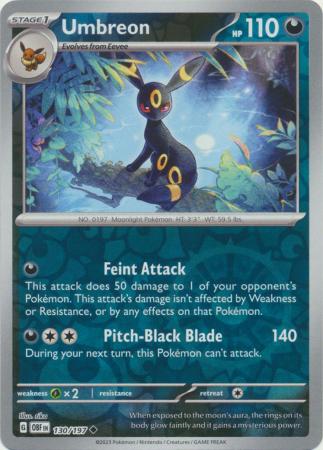 STAGE 1
Umbreon
HP 110
Evolves from Eevee
NO. 0197 Moonlight Pokémon HT: 3'3" WT: 59.5 lbs.
Feint Attack
This attack does 50 damage to 1 of your opponent's
Pokémon. This attack's damage isn't affected by Weakness
or Resistance, or by any effects on that Pokémon.
Pitch-Black Blade 140
During your next turn, this Pokémon can't attack.
weakness ×2 resistance retreat
Illus. rika
G OBF EN 130/197
When exposed to the moon's aura, the rings on its
body glow faintly and it gains a mysterious power.
©2023 Pokémon / Nintendo / Creatures / GAME FREAK